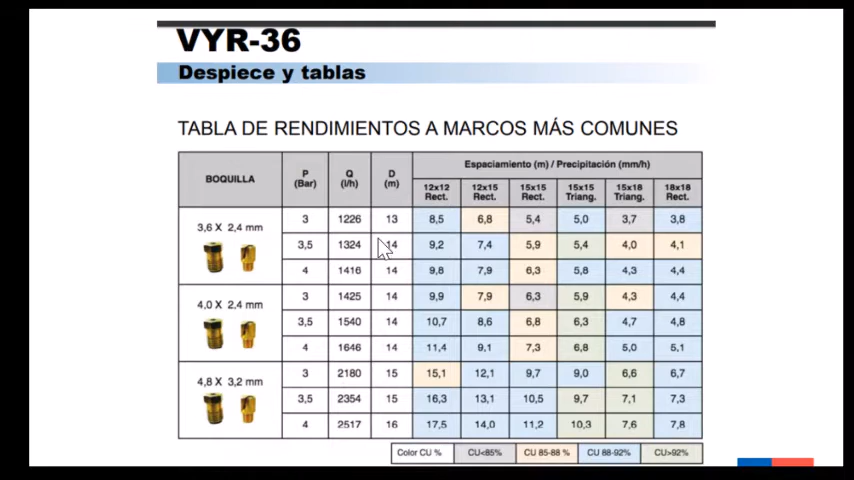 VYR-36
Despiece y tablas
TABLA DE RENDIMIENTOS A MARCOS MÁS COMUNES
BOQUILLA P (Bar) Q (l/h) D (m) Espaciamiento (m) / Precipitación (mm/h)
12x12 Rect. 12x15 Rect. 15x15 Rect. 15x15 Triang. 15x18 Triang. 18x18 Rect.
3,6 X 2,4 mm
3 1226 13 8,5 6,8 5,4 5,0 3,7 3,8
3,5 1324 14 9,2 7,4 5,9 5,4 4,0 4,1
4 1416 14 9,8 7,9 6,3 5,8 4,3 4,4
4,0 X 2,4 mm
3 1425 14 9,9 7,9 6,3 5,9 4,3 4,4
3,5 1540 14 10,7 8,6 6,8 6,3 4,7 4,8
4 1646 14 11,4 9,1 7,3 6,8 5,0 5,1
4,8 X 3,2 mm
3 2180 15 15,1 12,1 9,7 9,0 6,6 6,7
3,5 2354 15 16,3 13,1 10,5 9,7 7,1 7,3
4 2517 16 17,5 14,0 11,2 10,3 7,6 7,8
Color CU % CU<85% CU 85-88 % CU 88-92% CU>92%